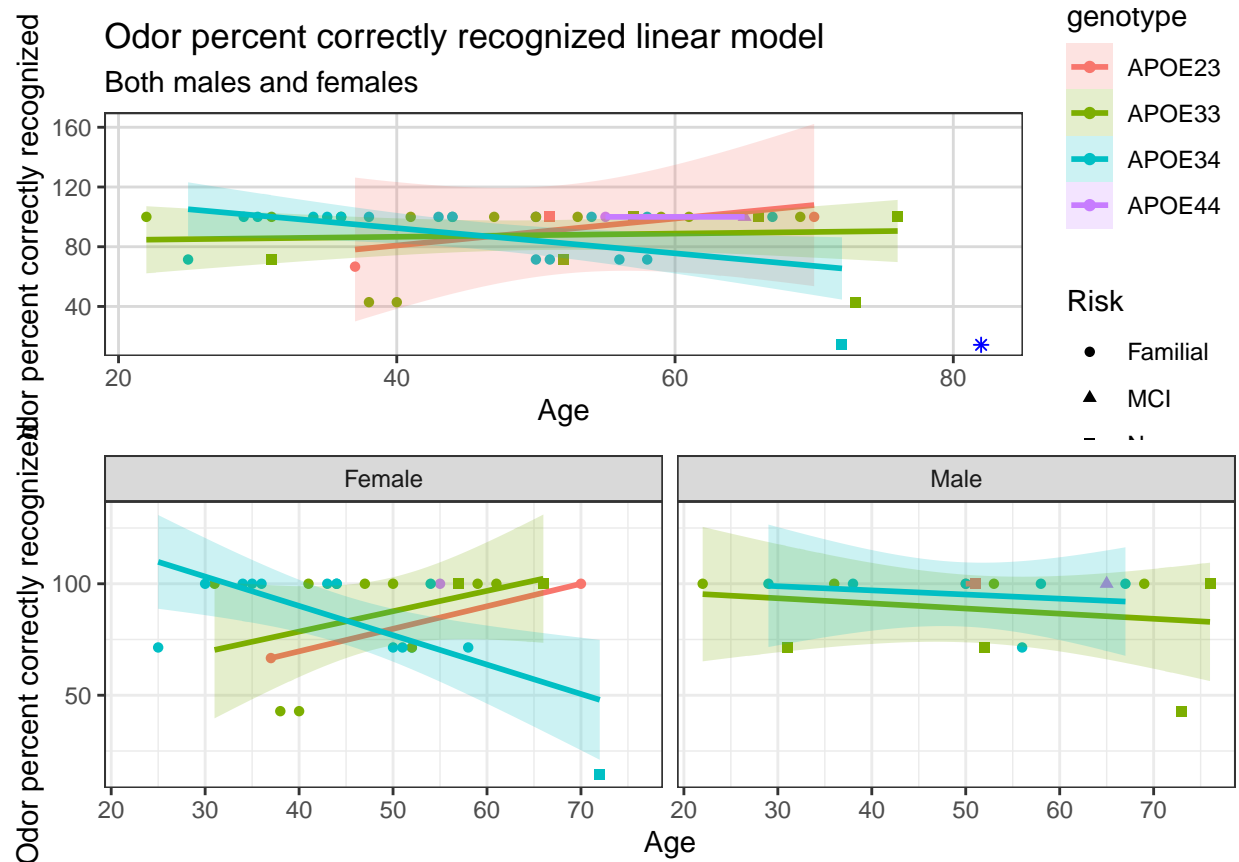 Odor percent correctly recognized linear model
Both males and females
Odor percent correctly recognized
160
120
80
40
20 40 60 80
Age
genotype
APOE23
APOE33
APOE34
APOE44
Risk
Familial
MCI
Odor percent correctly recognized
Female
Male
100
50
20 30 40 50 60 70
20 30 40 50 60 70
Age